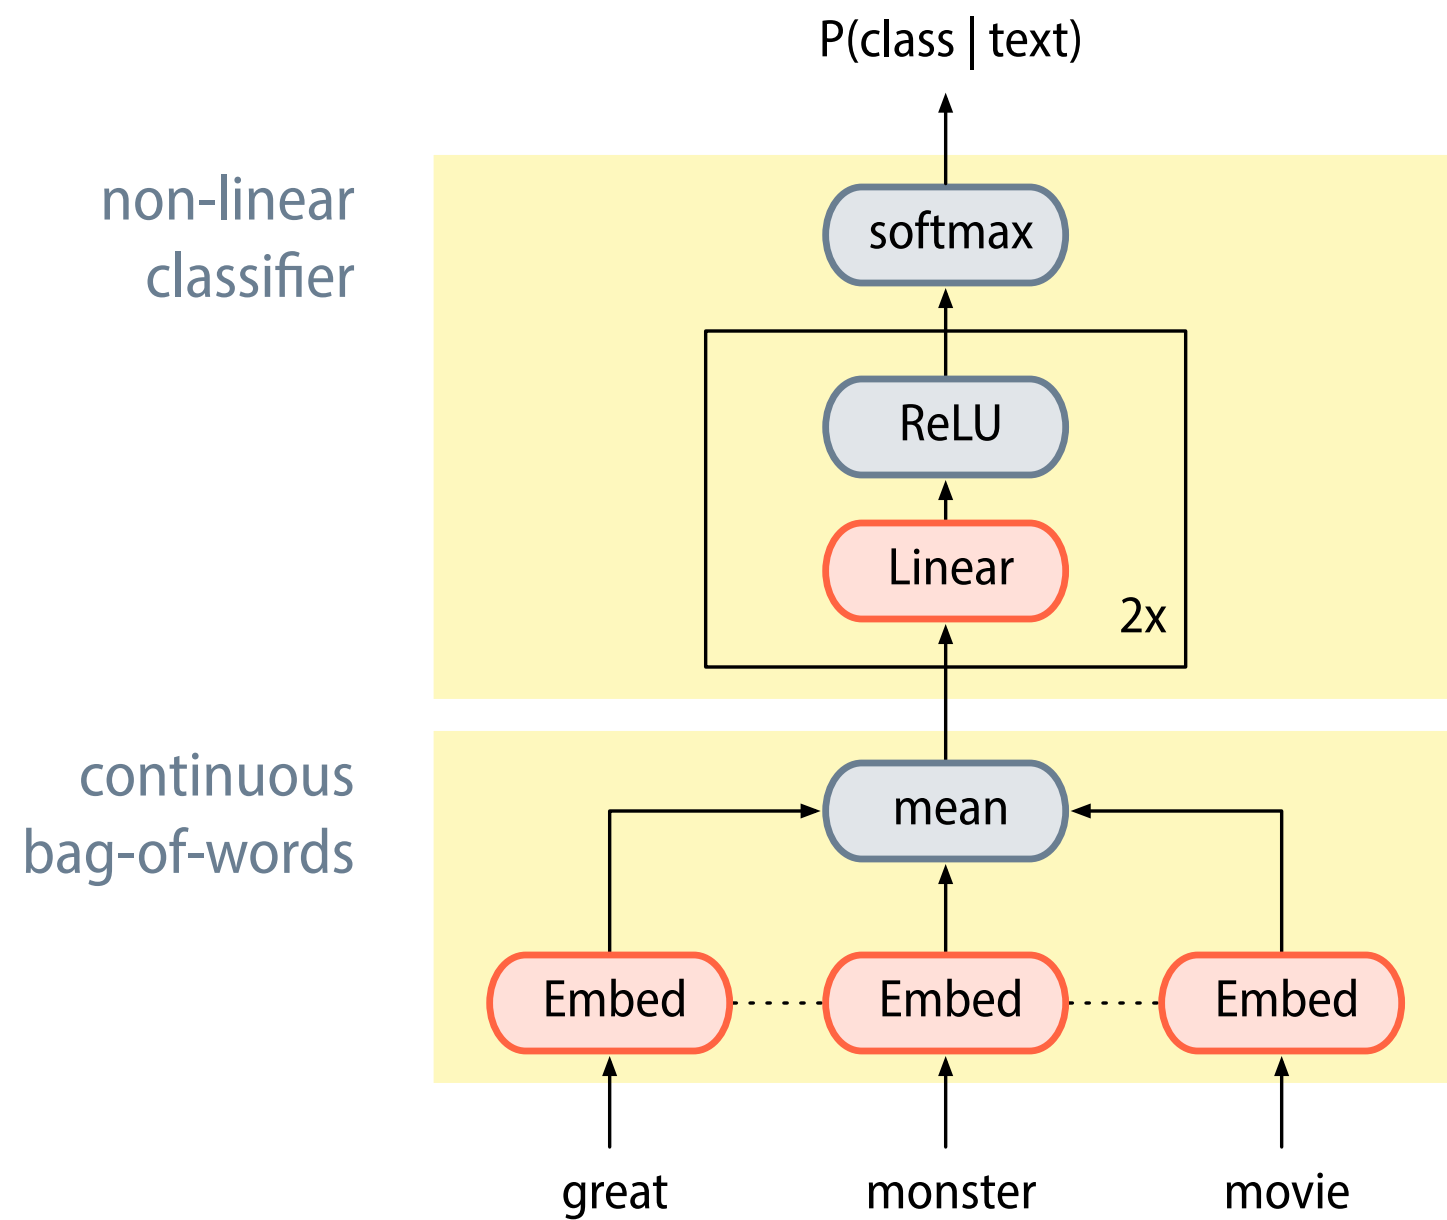 P(class | text)
non-linear
classifier
softmax
ReLU
Linear
2x
continuous
bag-of-words
mean
Embed Embed Embed
great monster movie